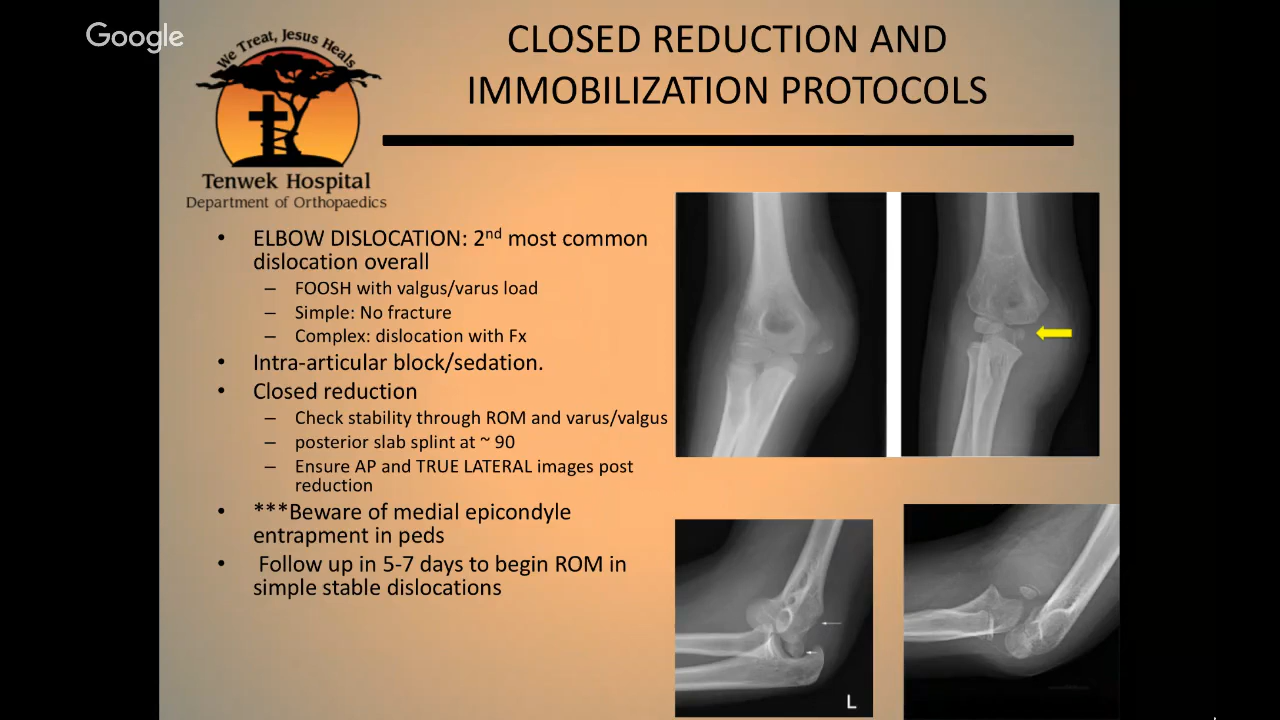 Google
We Treat, Jesus Heals
Tenwek Hospital
Department of Orthopaedics
CLOSED REDUCTION AND
IMMOBILIZATION PROTOCOLS
• ELBOW DISLOCATION: 2nd most common
dislocation overall
– FOOSH with valgus/varus load
– Simple: No fracture
– Complex: dislocation with Fx
• Intra-articular block/sedation.
• Closed reduction
– Check stability through ROM and varus/valgus
– posterior slab splint at ~ 90
– Ensure AP and TRUE LATERAL images post
reduction
• ***Beware of medial epicondyle
entrapment in peds
• Follow up in 5-7 days to begin ROM in
simple stable dislocations
L